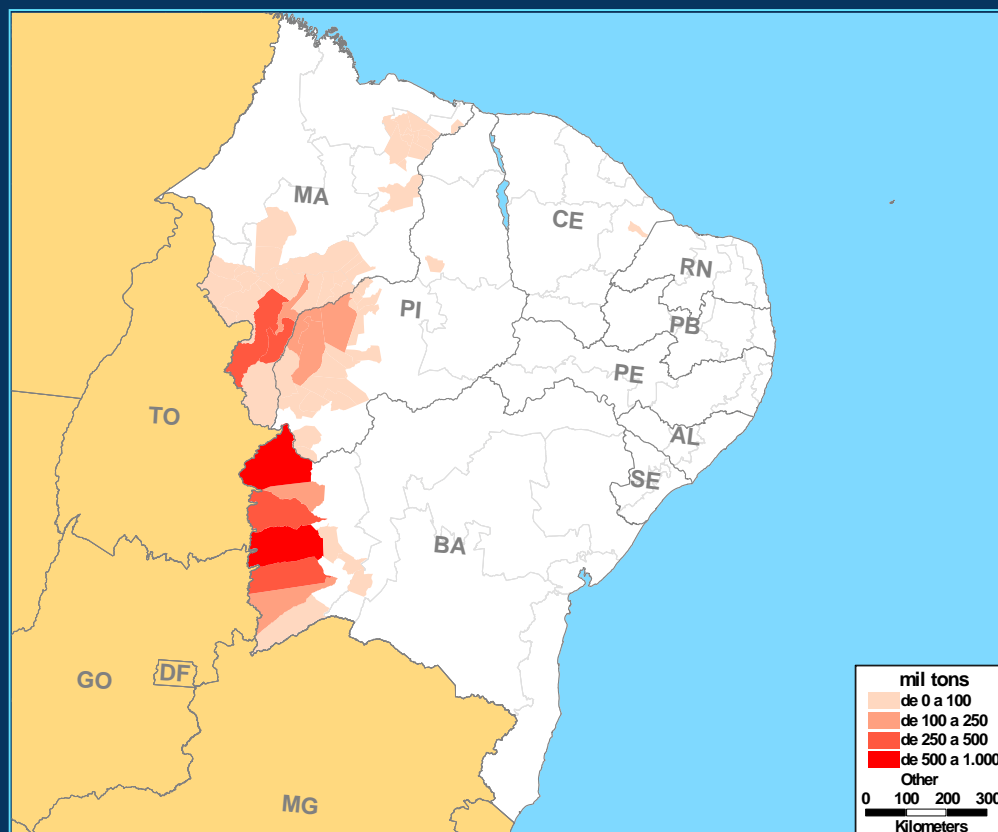 MA
CE
RN
PI
PB
PE
TO
AL
SE
BA
GO
DF
MG
mil tons
de 0 a 100
de 100 a 250
de 250 a 500
de 500 a 1.000
Other
0 100 200 300
Kilometers